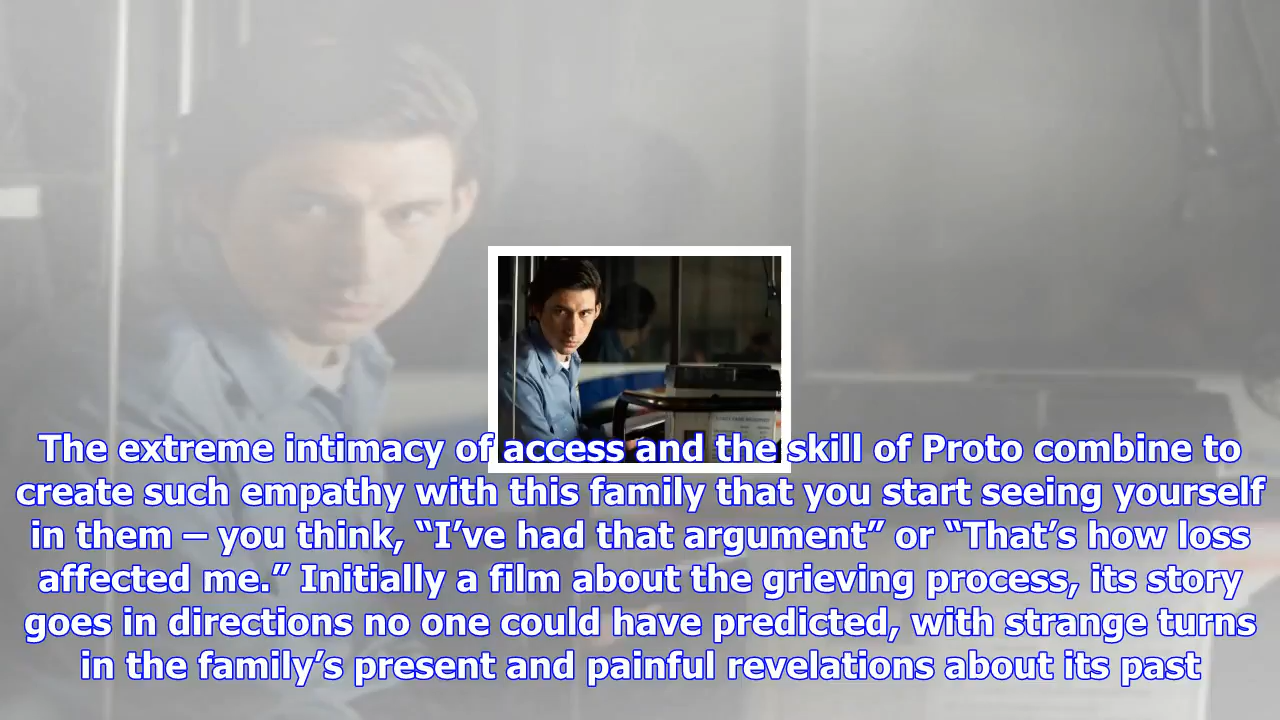 The extreme intimacy of access and the skill of Proto combine to
create such empathy with this family that you start seeing yourself
in them – you think, “I’ve had that argument” or “That’s how loss
affected me.” Initially a film about the grieving process, its story
goes in directions no one could have predicted, with strange turns
in the family’s present and painful revelations about its past